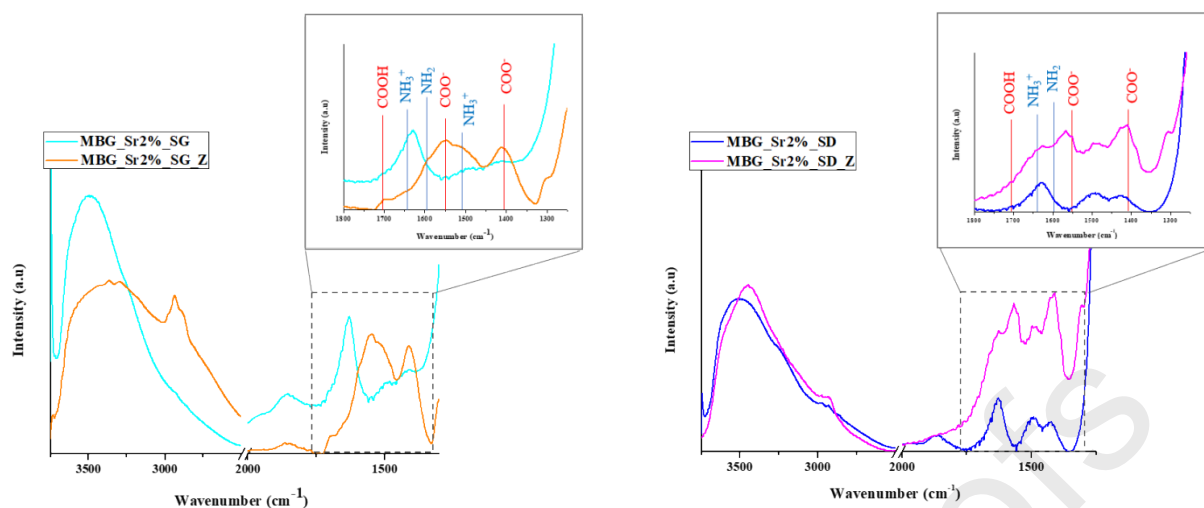 COOH
NH3+
NH2
COO-
NH3+
COO-
Intensity (a.u)
1800 1700 1600 1500 1400 1300
Wavenumber (cm-1)
MBG_Sr2%_SG
MBG_Sr2%_SG_Z
Intensity (a.u)
3500 3000 2000 1500
Wavenumber (cm-1)
COOH
NH3+
NH2
COO-
COO-
Intensity (a.u)
1800 1700 1600 1500 1400 1300
Wavenumber (cm-1)
MBG_Sr2%_SD
MBG_Sr2%_SD_Z
Intensity (a.u)
3500 3000 2000 1500
Wavenumber (cm-1)
ofs